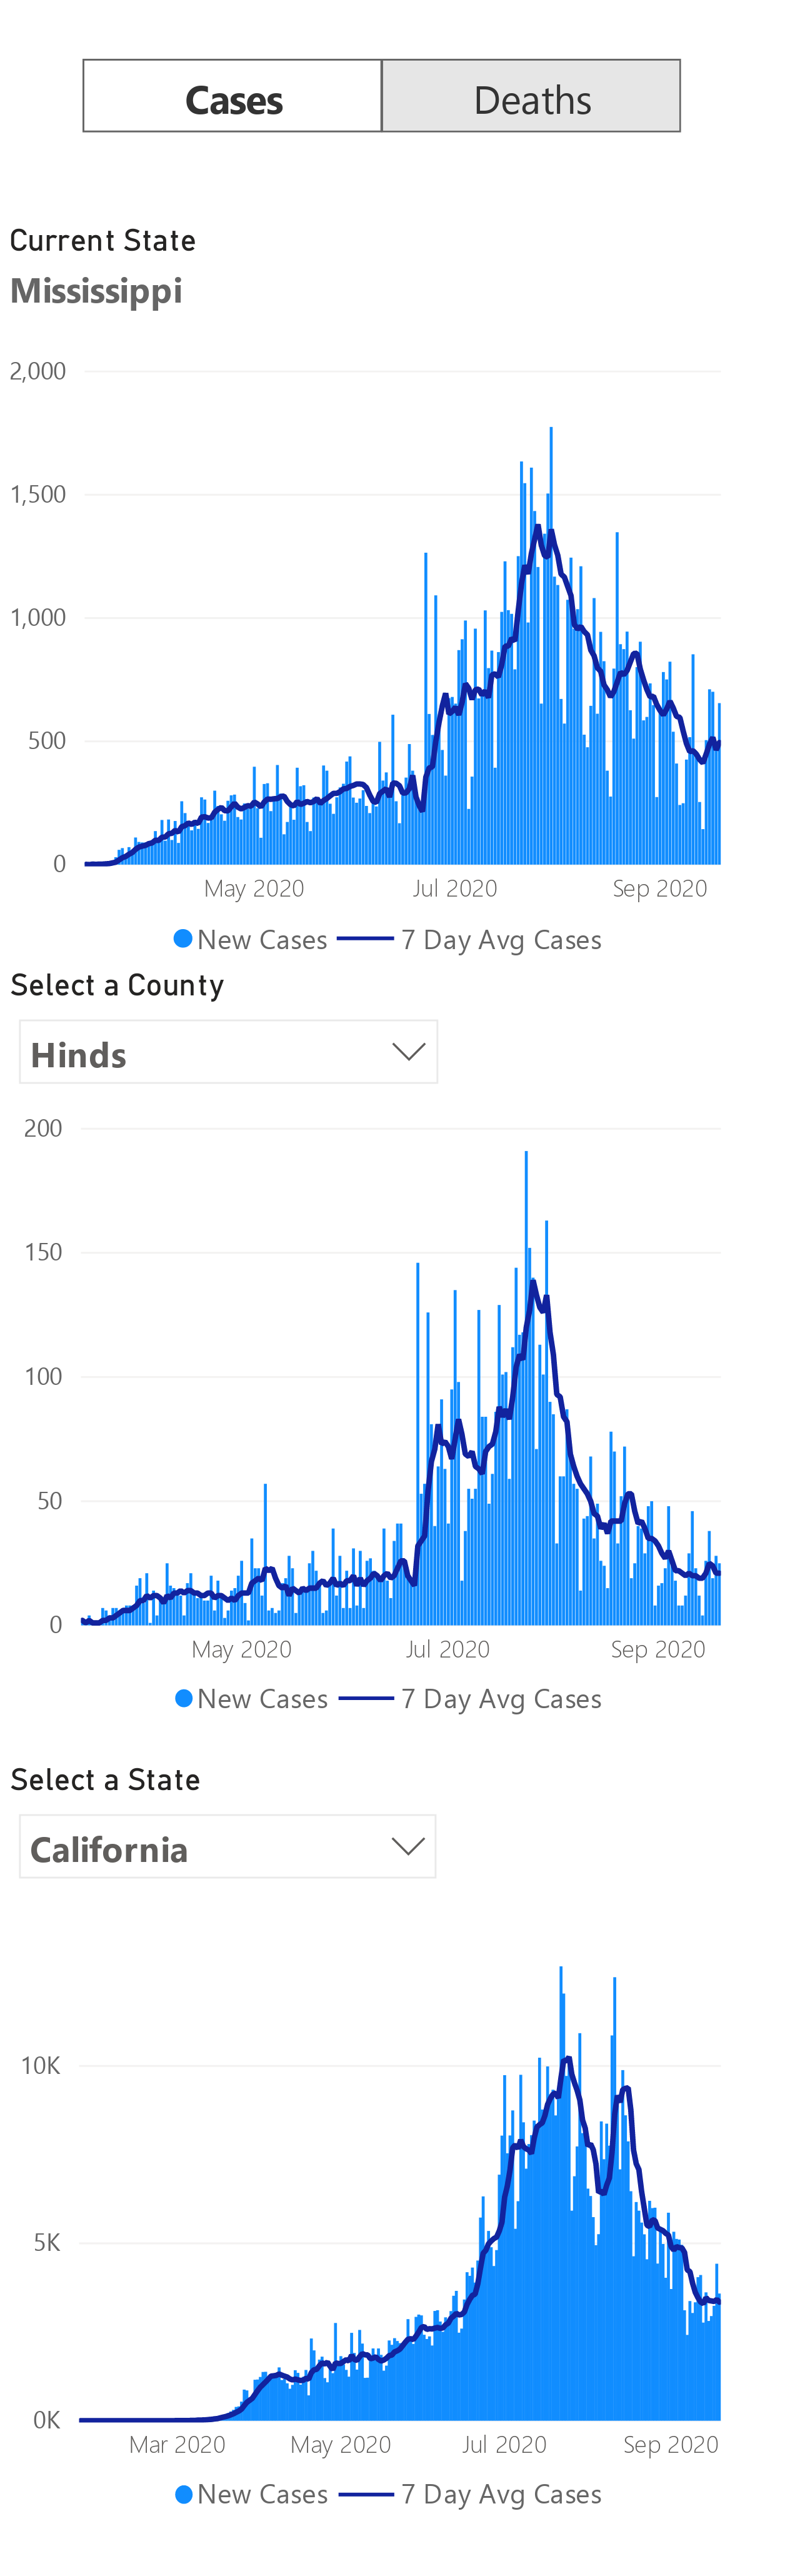 Cases Deaths
Current State
Mississippi
2,000
1,500
1,000
500
0
May 2020 Jul 2020 Sep 2020
New Cases 7 Day Avg Cases
Select a County
Hinds
200
150
100
50
0
May 2020 Jul 2020 Sep 2020
New Cases 7 Day Avg Cases
Select a State
California
10K
5K
0K
Mar 2020 May 2020 Jul 2020 Sep 2020
New Cases 7 Day Avg Cases